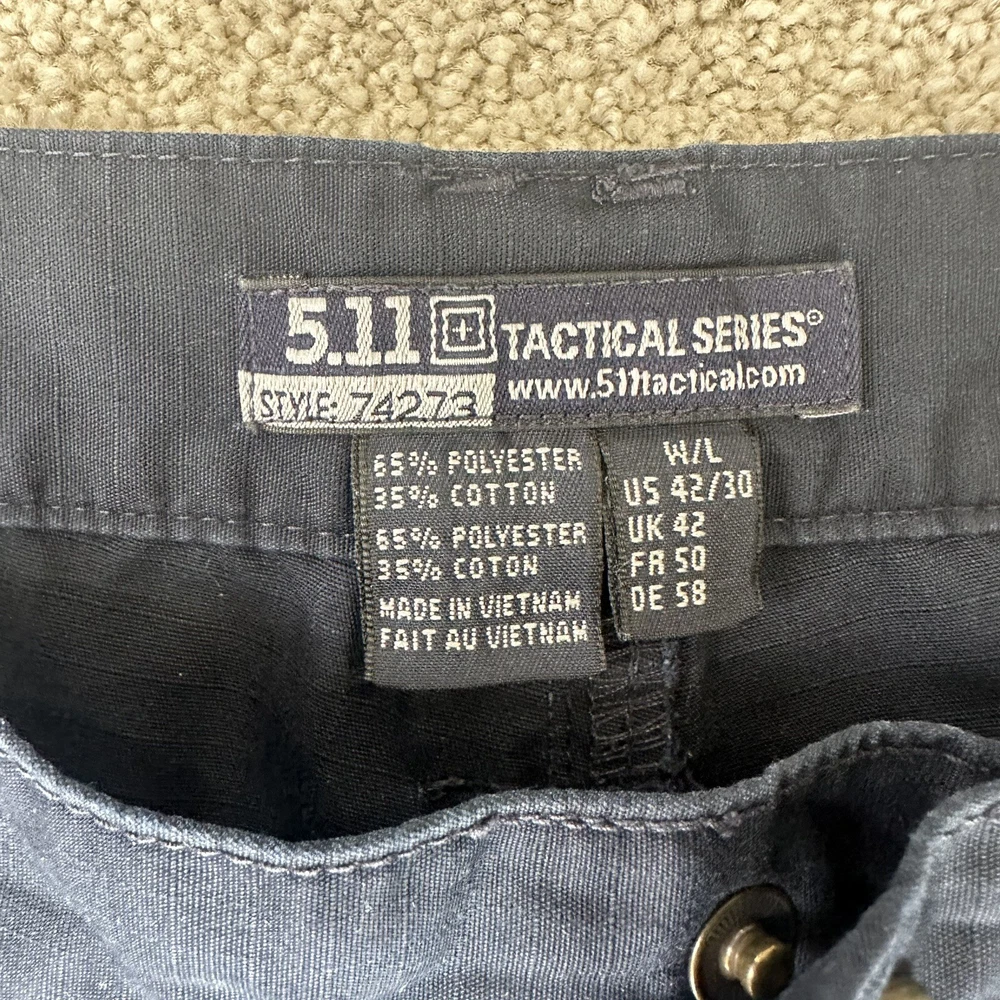 5.11 TACTICAL SERIES®
www.511tactical.com
STYLE: 74273
65% POLYESTER
35% COTTON
65% POLYESTER
35% COTON
MADE IN VIETNAM
FAIT AU VIETNAM
W/L
US 42/30
UK 42
FR 50
DE 58